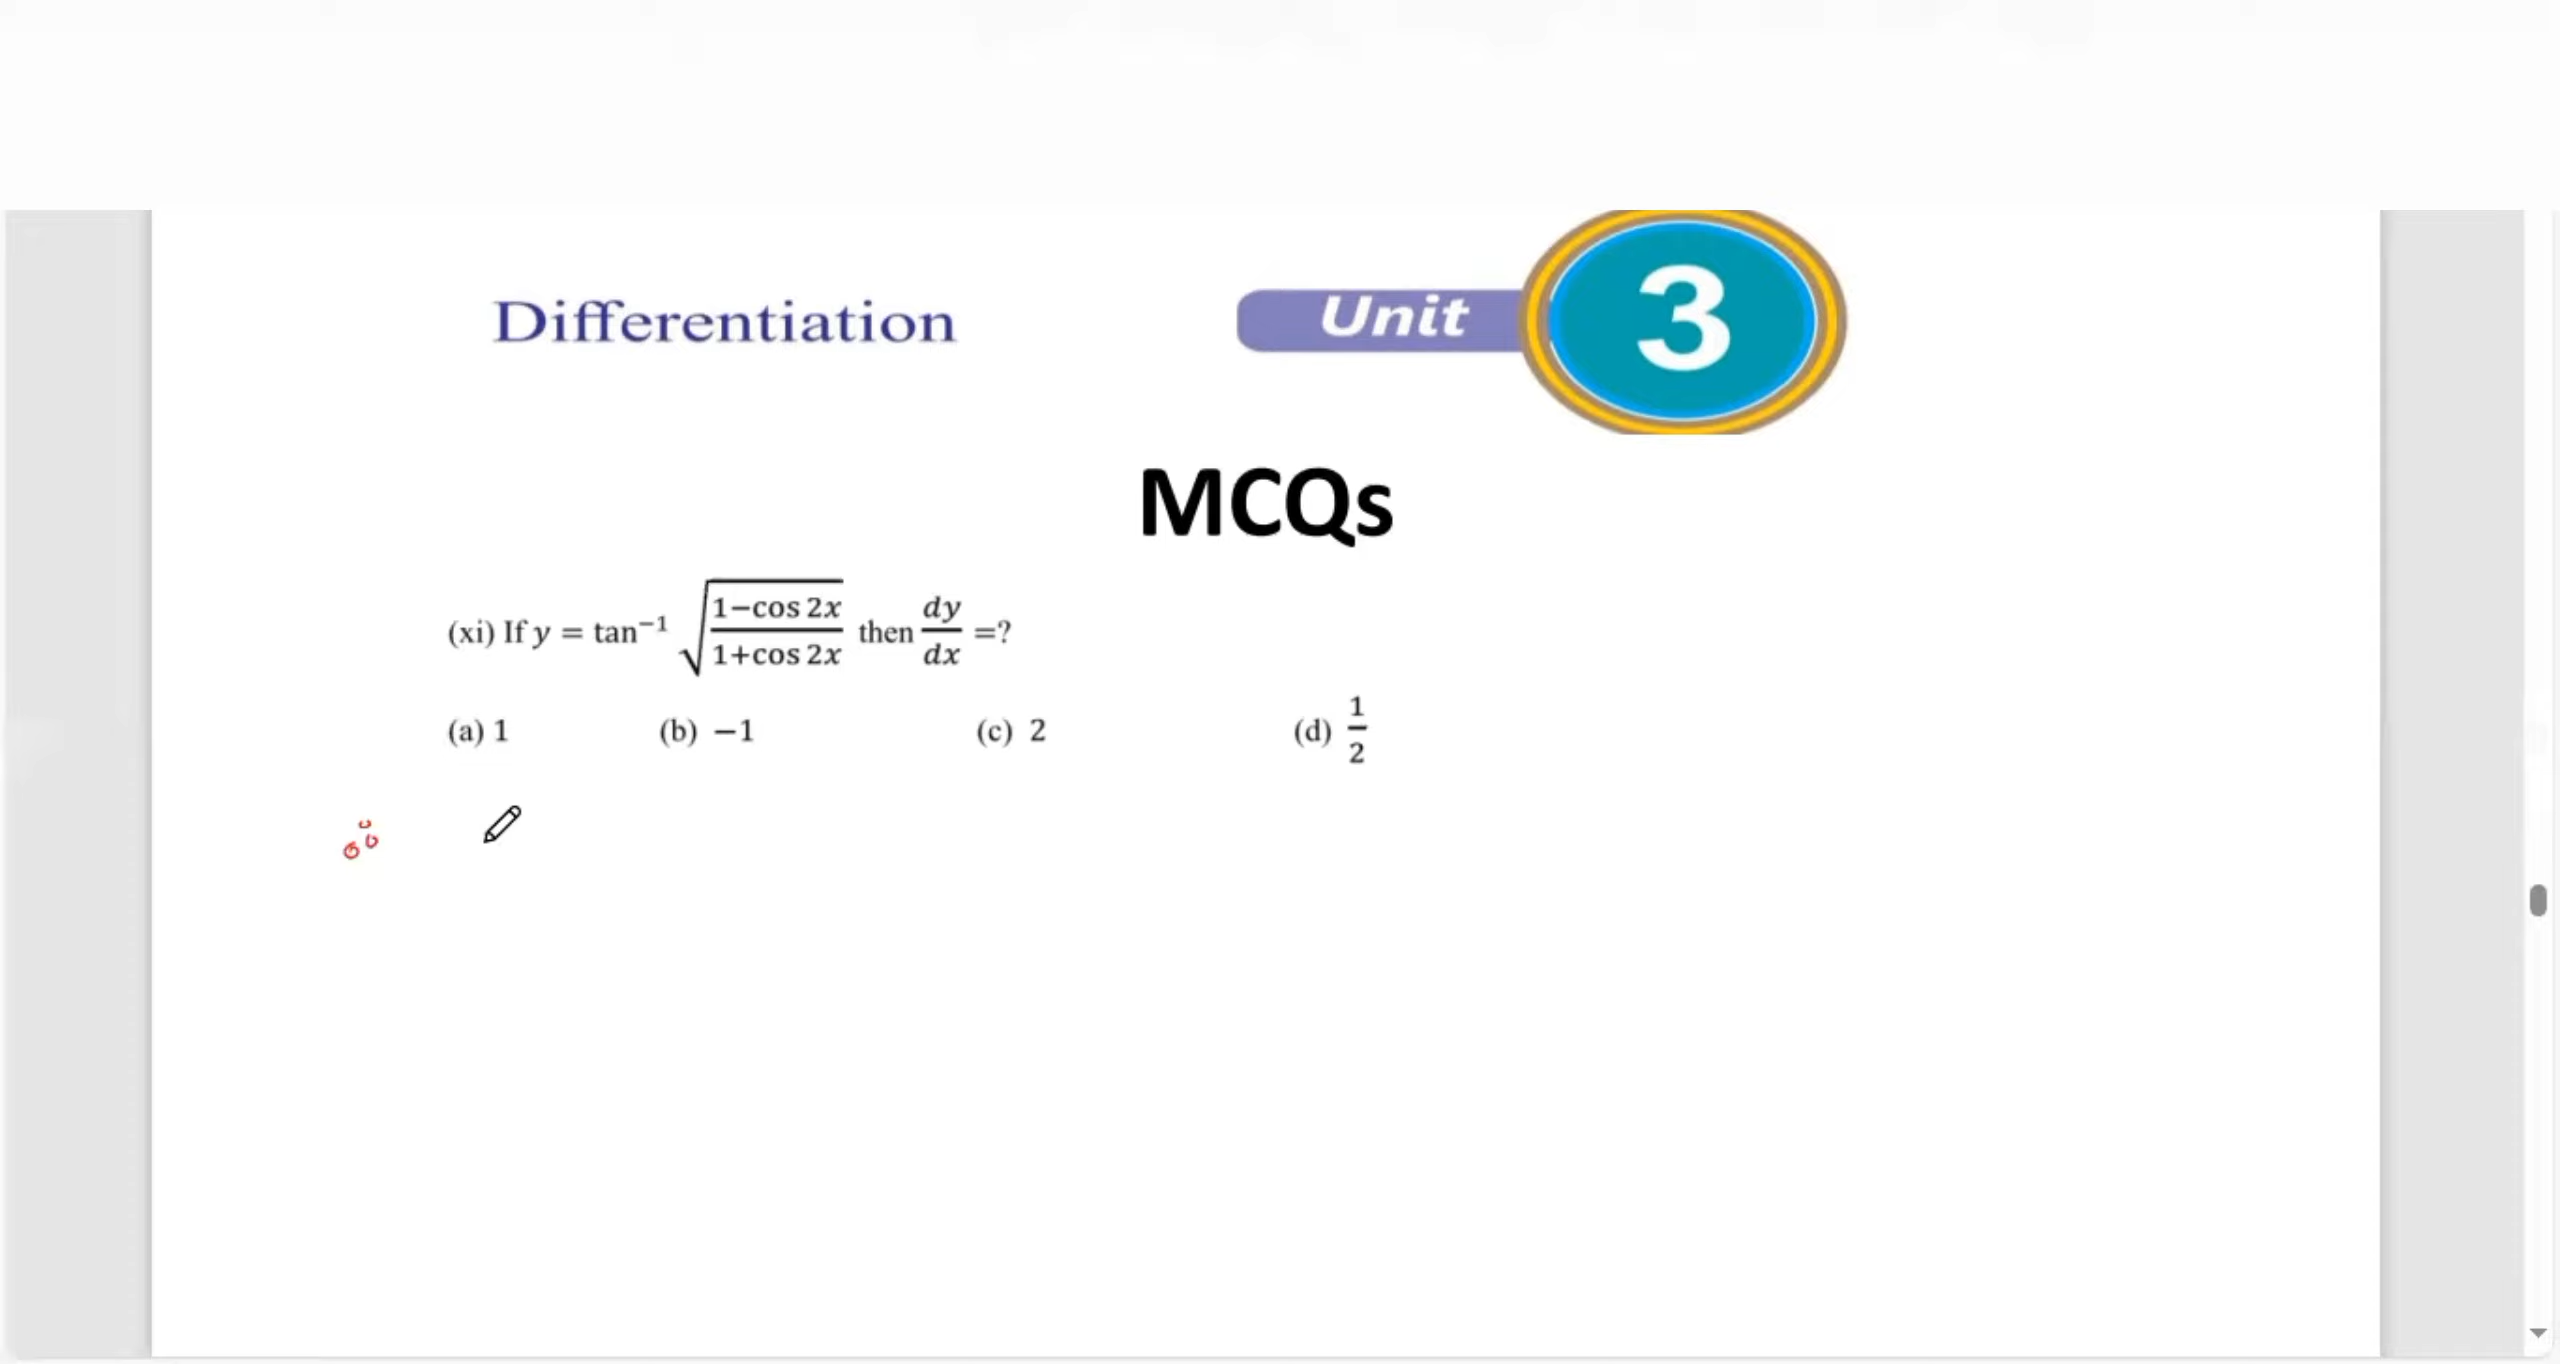 Differentiation
Unit 3
MCQs
(xi) If y = tan⁻¹ √((1−cos 2x)/(1+cos 2x)) then dy/dx =?
(a) 1 (b) −1 (c) 2 (d) 1/2